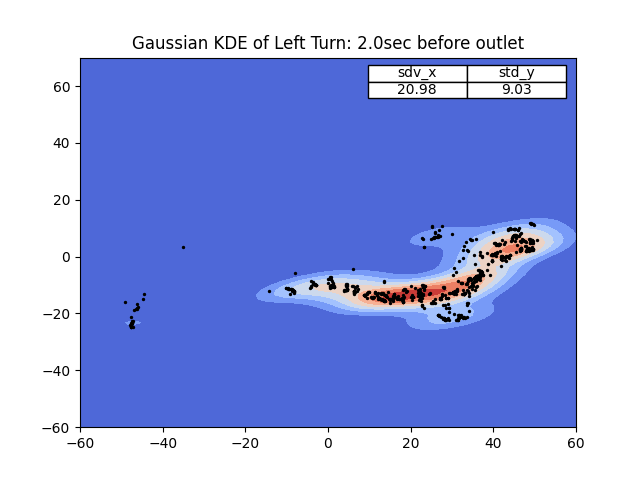 Gaussian KDE of Left Turn: 2.0sec before outlet
sdv_x std_y
20.98 9.03
60
40
20
0
−20
−40
−60
−60 −40 −20 0 20 40 60